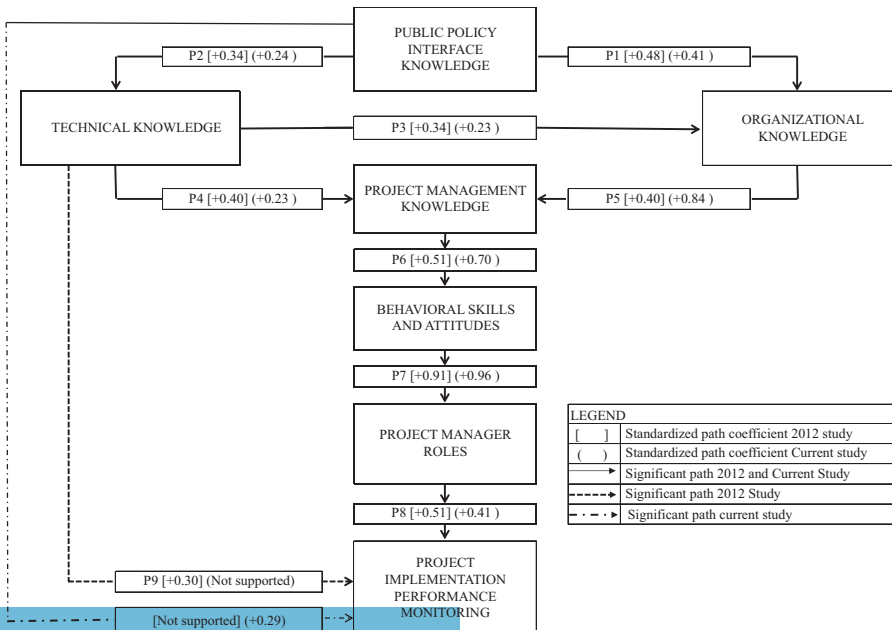 PUBLIC POLICY
INTERFACE
KNOWLEDGE
P2 [+0.34] (+0.24 )
P1 [+0.48] (+0.41 )
TECHNICAL KNOWLEDGE
P3 [+0.34] (+0.23 )
ORGANIZATIONAL
KNOWLEDGE
P4 [+0.40] (+0.23 )
PROJECT MANAGEMENT
KNOWLEDGE
P5 [+0.40] (+0.84 )
P6 [+0.51] (+0.70 )
BEHAVIORAL SKILLS
AND ATTITUDES
P7 [+0.91] (+0.96 )
PROJECT MANAGER
ROLES
LEGEND
[ ] Standardized path coefficient 2012 study
( ) Standardized path coefficient Current study
Significant path 2012 and Current Study
Significant path 2012 Study
Significant path current study
P8 [+0.51] (+0.41 )
PROJECT
IMPLEMENTATION
PERFORMANCE
MONITORING
P9 [+0.30] (Not supported)
[Not supported] (+0.29)